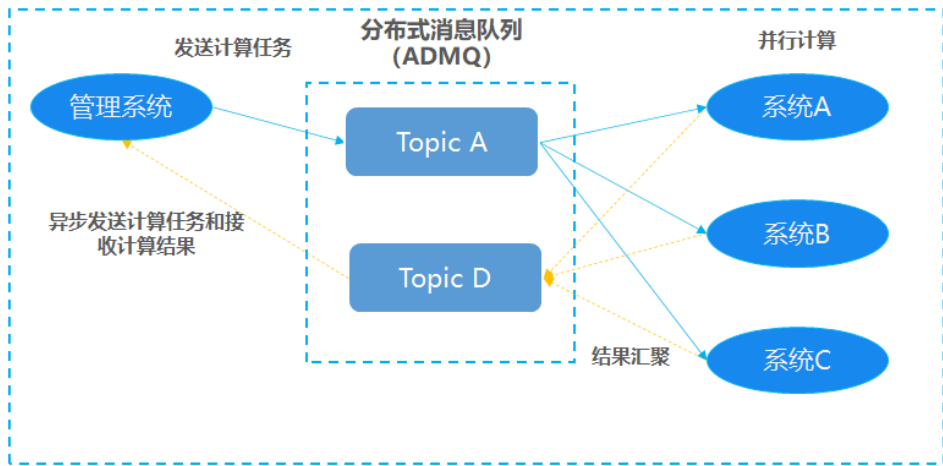 发送计算任务
分布式消息队列
（ADMQ）
并行计算
管理系统
Topic A
系统A
异步发送计算任务和接
收计算结果
系统B
Topic D
结果汇聚
系统C